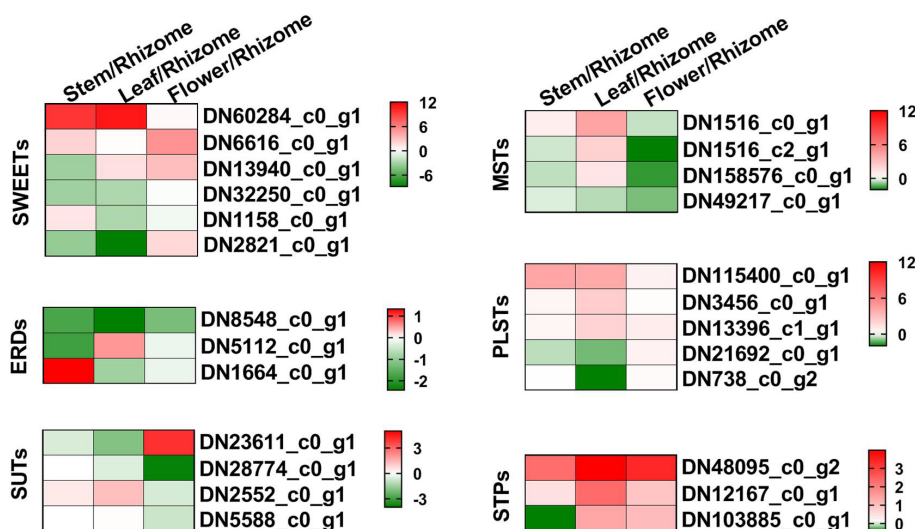 Stem/Rhizome
Leaf/Rhizome
Flower/Rhizome
SWEETs
DN60284_c0_g1
DN6616_c0_g1
DN13940_c0_g1
DN32250_c0_g1
DN1158_c0_g1
DN2821_c0_g1
12
6
0
-6
ERDs
DN8548_c0_g1
DN5112_c0_g1
DN1664_c0_g1
1
0
-1
-2
SUTs
DN23611_c0_g1
DN28774_c0_g1
DN2552_c0_g1
DN5588_c0_g1
3
0
-3
Stem/Rhizome
Leaf/Rhizome
Flower/Rhizome
MSTs
DN1516_c0_g1
DN1516_c2_g1
DN158576_c0_g1
DN49217_c0_g1
12
6
0
PLSTs
DN115400_c0_g1
DN3456_c0_g1
DN13396_c1_g1
DN21692_c0_g1
DN738_c0_g2
12
6
0
STPs
DN48095_c0_g2
DN12167_c0_g1
DN103885_c0_g1
3
2
1
0